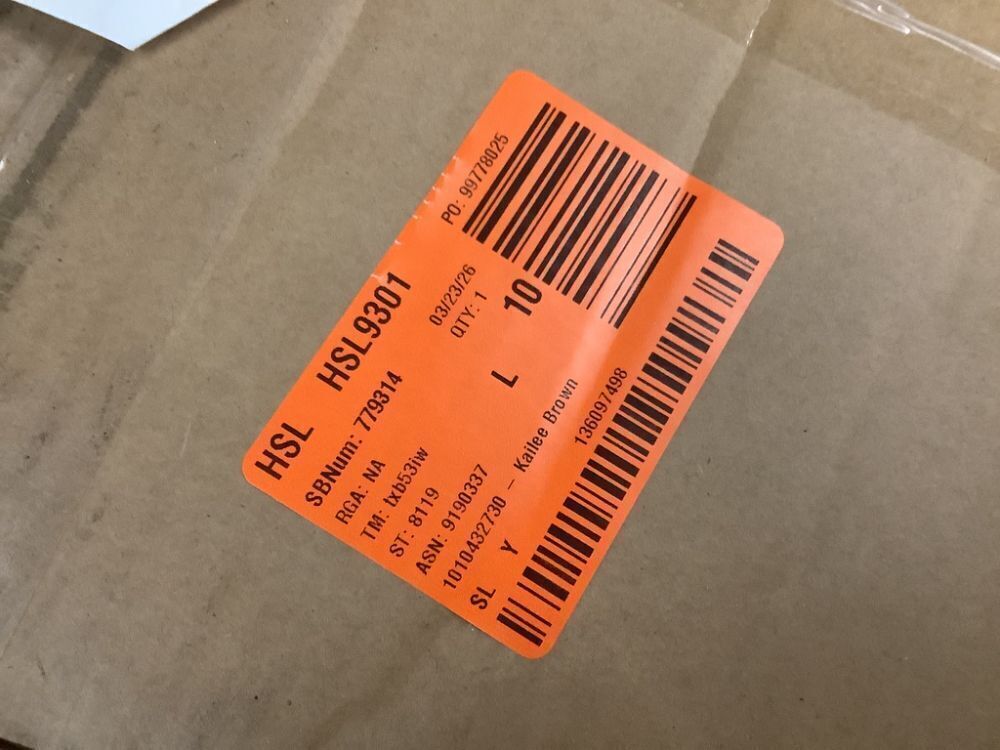 HSL HSL9301 PO: 99778025
SBNum: 779314 03/23/26
RGA: NA QTY: 1
TM: txb53iw
ST: 8119 L 10
ASN: 9190337
1010432730 – Kailee Brown
SL Y 136097498